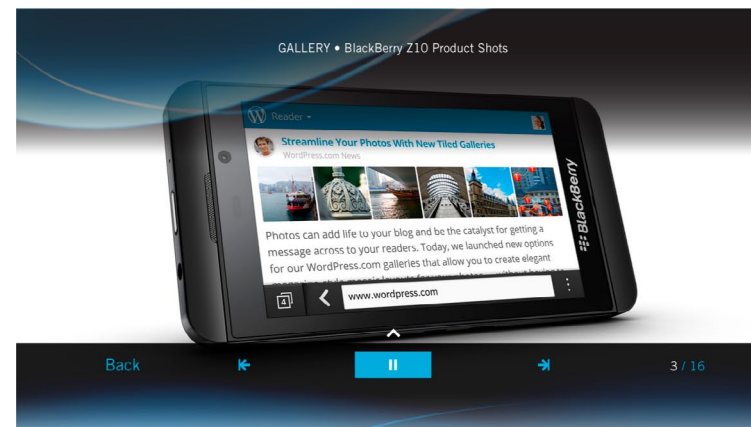 GALLERY • BlackBerry Z10 Product Shots
Reader
Streamline Your Photos With New Tiled Galleries
WordPress.com News
BlackBerry
Photos can add life to your blog and be the catalyst for getting a
message across to your readers. Today, we launched new options
for our WordPress.com galleries that allow you to create elegant
4
www.wordpress.com
Back
3 / 16